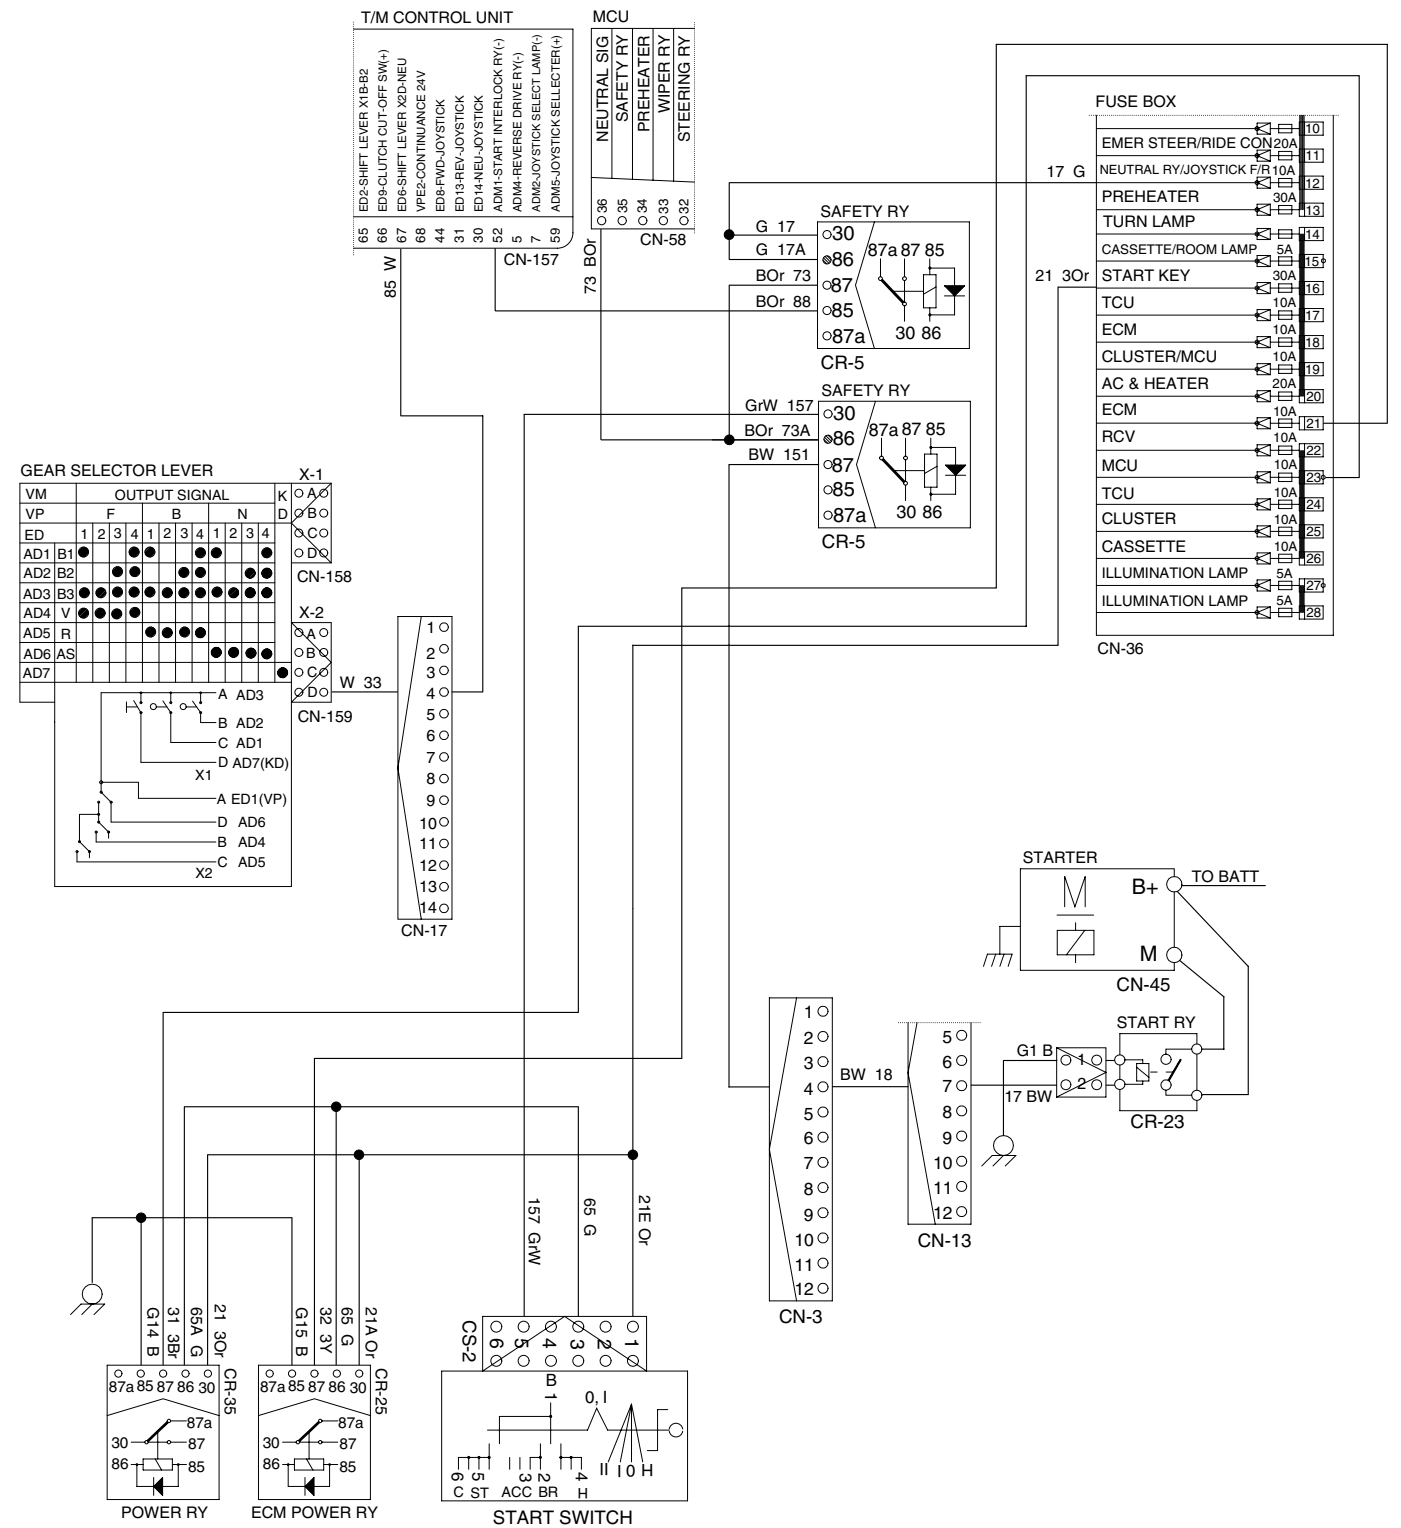 T/M CONTROL UNIT
ED2-SHIFT LEVER X1B-B2
ED9-CLUTCH CUT-OFF SW(+)
ED6-SHIFT LEVER X2D-NEU
VPE2-CONTINUANCE 24V
ED8-FWD-JOYSTICK
ED13-REV-JOYSTICK
ED14-NEU-JOYSTICK
ADM1-START INTERLOCK RY(-)
ADM4-REVERSE DRIVE RY(-)
ADM2-JOYSTICK SELECT LAMP(-)
ADM5-JOYSTICK SELLECTER(+)
65 66 67 68 44 31 30 52 5 7 59
CN-157
85 W
MCU
NEUTRAL SIG
SAFETY RY
PREHEATER
WIPER RY
STEERING RY
36 35 34 33 32
CN-58
73 BOr
FUSE BOX
10
EMER STEER/RIDE CON 20A 11
NEUTRAL RY/JOYSTICK F/R 10A 12
PREHEATER 30A 13
TURN LAMP 14
CASSETTE/ROOM LAMP 5A 15
START KEY 30A 16
TCU 10A 17
ECM 10A 18
CLUSTER/MCU 10A 19
AC & HEATER 20A 20
ECM 10A 21
RCV 10A 22
MCU 10A 23
TCU 10A 24
CLUSTER 10A 25
CASSETTE 10A 26
ILLUMINATION LAMP 5A 27
ILLUMINATION LAMP 5A 28
CN-36
17 G
21 3Or
SAFETY RY
G 17 30
G 17A 86
BOr 73 87
BOr 88 85
87a
87a 87 85
30 86
CR-5
SAFETY RY
GrW 157 30
BOr 73A 86
BW 151 87
85
87a
87a 87 85
30 86
CR-5
GEAR SELECTOR LEVER
VM OUTPUT SIGNAL K
VP F B N D
ED 1 2 3 4 1 2 3 4 1 2 3 4
AD1 B1
AD2 B2
AD3 B3
AD4 V
AD5 R
AD6 AS
AD7
X-1
A
B
C
D
CN-158
X-2
A
B
C
D
CN-159
W 33
A AD3
B AD2
C AD1
D AD7(KD)
X1
A ED1(VP)
D AD6
B AD4
C AD5
X2
1
2
3
4
5
6
7
8
9
10
11
12
13
14
CN-17
STARTER
M
B+
TO BATT
M
CN-45
START RY
G1 B 1
17 BW 2
CR-23
1
2
3
4
5
6
7
8
9
10
11
12
CN-3
BW 18
5
6
7
8
9
10
11
12
CN-13
157 GrW
65 G
21E Or
G14 B
31 3Br
65A G
21 3Or
CR-35
87a 85 87 86 30
87a
30 87
86 85
POWER RY
G15 B
32 3Y
65 G
21A Or
CR-25
87a 85 87 86 30
87a
30 87
86 85
ECM POWER RY
CS-2
6 5 4 3 2 1
B
1
0, I
6 5 3 2 4
C ST ACC BR H
II I 0 H
START SWITCH